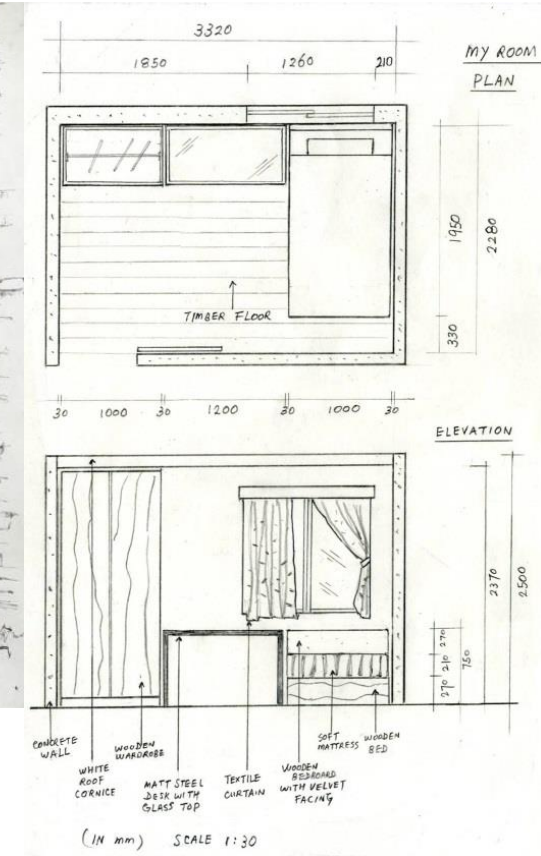 3320
1850 1260 210
MY ROOM
PLAN
1950
2280
330
TIMBER FLOOR
30 1000 30 1200 30 1000 30
ELEVATION
2370
2500
270
210
270
750
CONCRETE
WALL
WHITE
ROOF
CORNICE
WOODEN
WARDROBE
MATT STEEL
DESK WITH
GLASS TOP
TEXTILE
CURTAIN
WOODEN
BEDBOARD
WITH VELVET
FACING
SOFT
MATTRESS
WOODEN
BED
(IN mm) SCALE 1:30